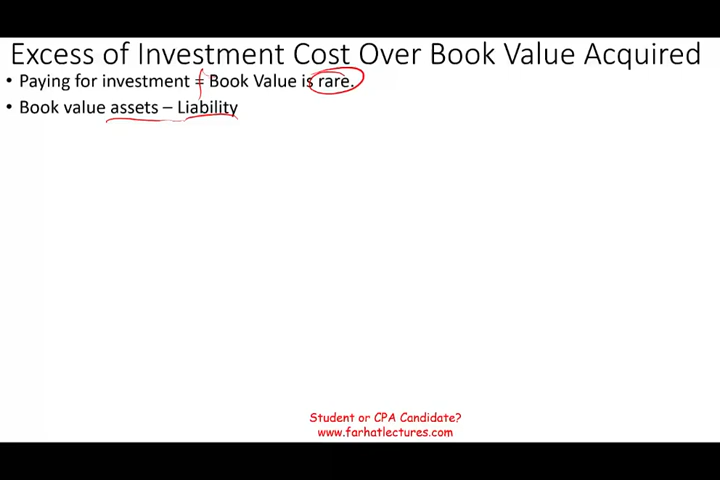 Excess of Investment Cost Over Book Value Acquired
• Paying for investment = Book Value is rare.
• Book value assets – Liability
Student or CPA Candidate?
www.farhatlectures.com